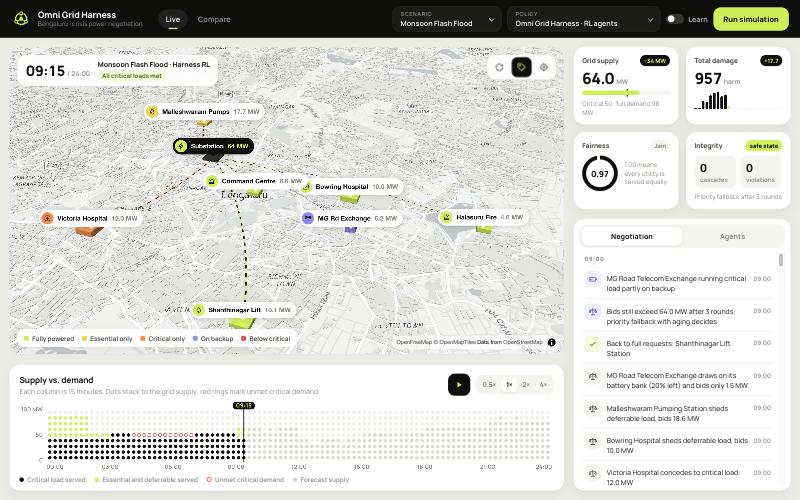 Omni Grid Harness
Bengaluru · crisis power negotiation
Live
Compare
SCENARIO
Monsoon Flash Flood
POLICY
Omni Grid Harness · RL agents
Learn
Run simulation
09:15 / 24:00
Monsoon Flash Flood · Harness RL
All critical loads met
Malleshwaram Pumps 17.7 MW
Substation 64 MW
Command Centre 8.6 MW
Bowring Hospital 10.0 MW
Bengaluru
Victoria Hospital 12.0 MW
MG Rd Exchange 6.2 MW
Halasuru Fire 4.0 MW
Shanthinagar Lift 10.1 MW
Fully powered
Essential only
Critical only
On backup
Below critical
OpenFreeMap © OpenMapTiles Data from OpenStreetMap
Grid supply
-34 MW
64.0 MW
Critical 50 · full demand 98
MW
Total damage
+17.7
957 harm
Fairness
Jain
0.97
1.00 means
every utility is
served equally.
Integrity
safe state
0
cascades
0
violations
Priority fallback after 3 rounds
Negotiation
Agents
09:00
MG Road Telecom Exchange running critical
load partly on backup
09:00
Bids still exceed 64.0 MW after 3 rounds:
priority fallback with aging decides
09:00
Back to full requests: Shanthinagar Lift
Station
09:00
MG Road Telecom Exchange draws on its
battery bank (20% left) and bids only 1.5 MW
09:00
Malleshwaram Pumping Station sheds
deferrable load, bids 18.6 MW
09:00
Bowring Hospital sheds deferrable load, bids
10.0 MW
09:00
Victoria Hospital concedes to critical load:
12.0 MW
09:00
Supply vs. demand
Each column is 15 minutes. Dots stack to the grid supply; red rings mark unmet critical demand.
0.5×
1×
2×
4×
09:15
100 MW
50
0
00:00
03:00
06:00
09:00
12:00
15:00
18:00
21:00
24:00
Critical load served
Essential and deferrable served
Unmet critical demand
Forecast supply